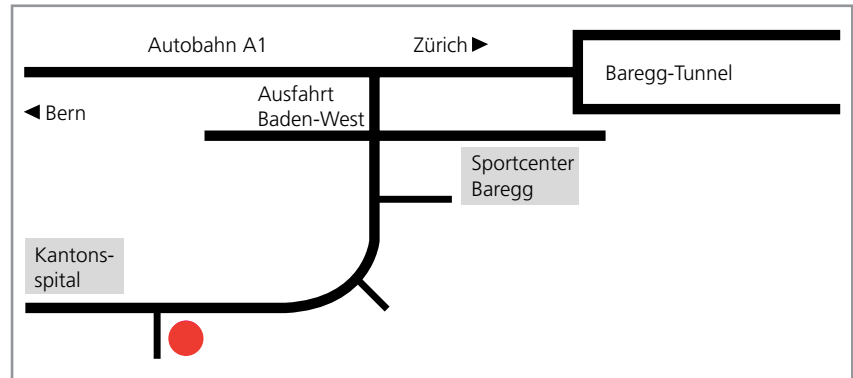 Autobahn A1
Zürich ►
Baregg-Tunnel
◄ Bern
Ausfahrt
Baden-West
Sportcenter
Baregg
Kantons-
spital